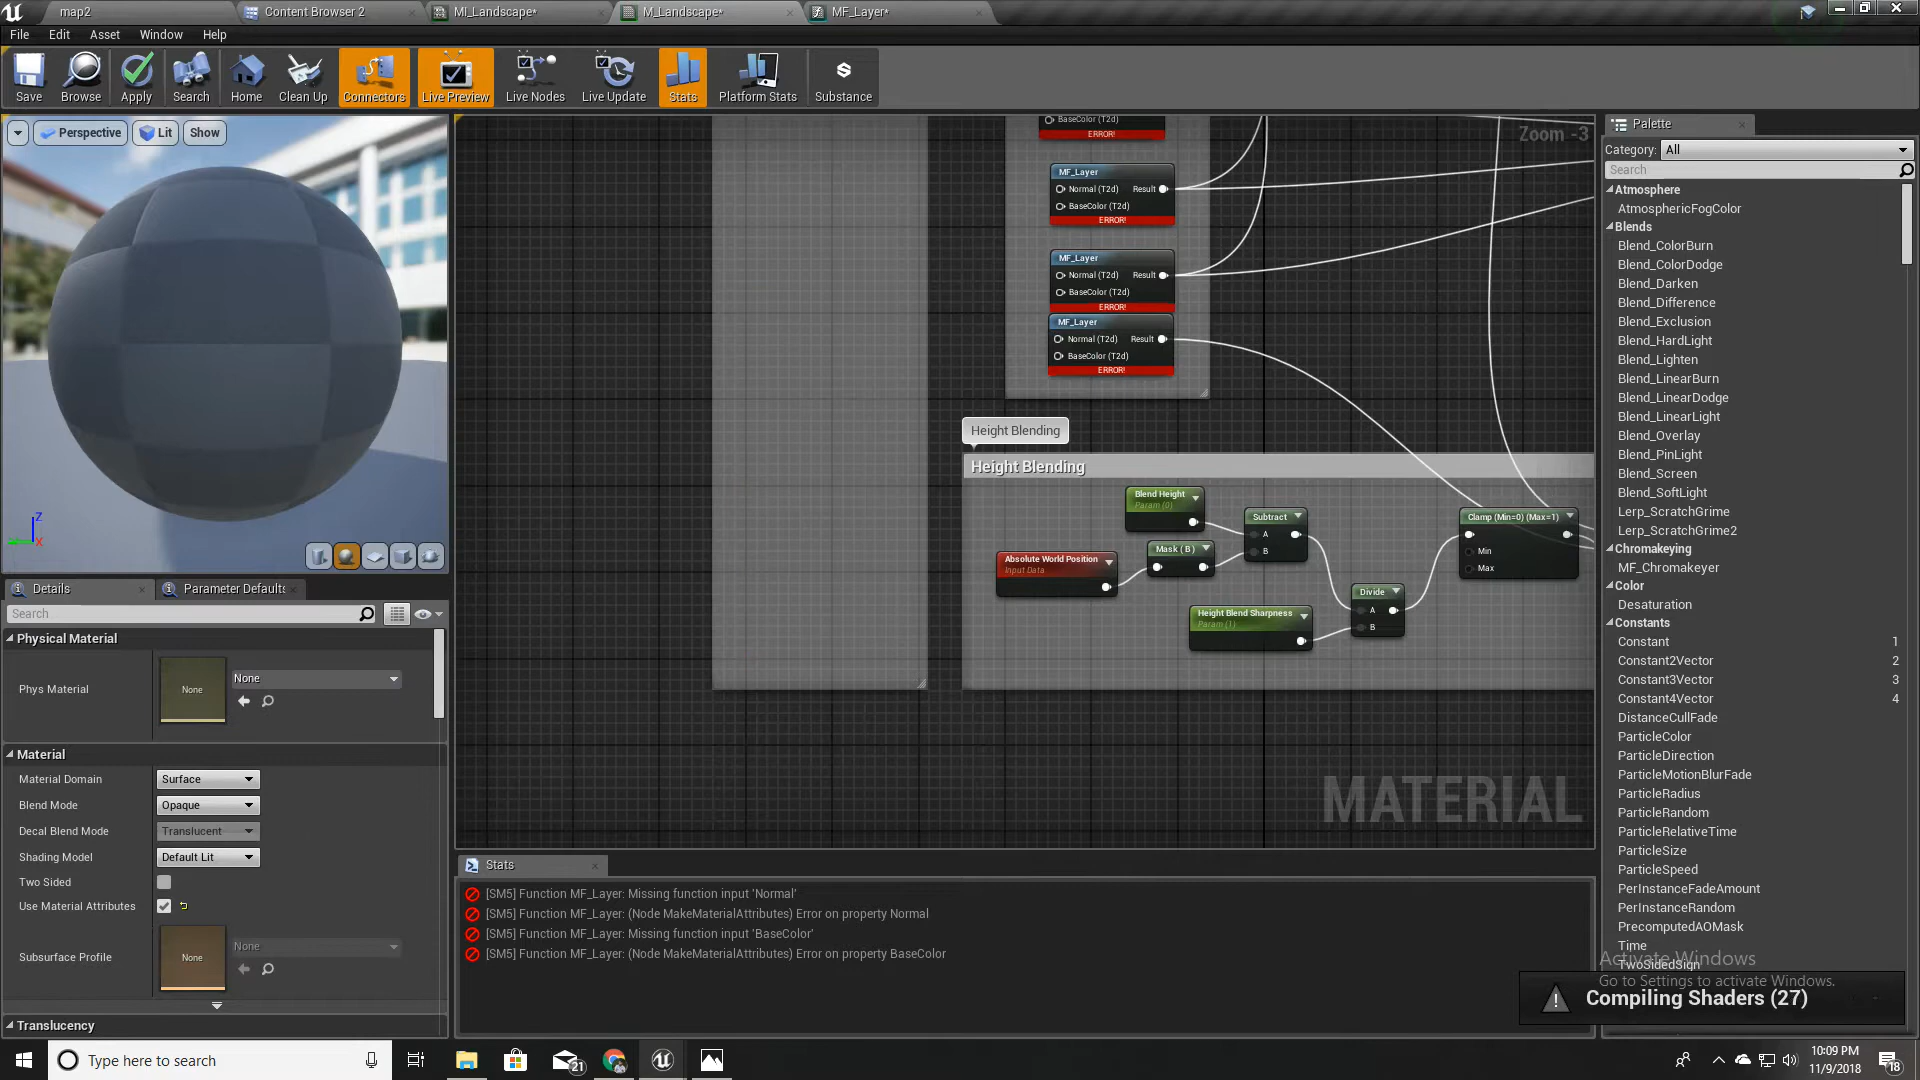 map2
Content Browser 2
MI_Landscape*
M_Landscape*
MF_Layer*
File Edit Asset Window Help
Save Browse Apply Search Home Clean Up Connectors Live Preview Live Nodes Live Update Stats Platform Stats Substance
Perspective Lit Show
Z
X
Details
Parameter Defaults
Search
Physical Material
Phys Material
None
None
Material
Material Domain Surface
Blend Mode Opaque
Decal Blend Mode Translucent
Shading Model Default Lit
Two Sided
Use Material Attributes
Subsurface Profile
None
None
Translucency
Zoom -3
BaseColor (T2d)
ERROR!
MF_Layer
Normal (T2d) Result
BaseColor (T2d)
ERROR!
MF_Layer
Normal (T2d) Result
BaseColor (T2d)
ERROR!
MF_Layer
Normal (T2d) Result
BaseColor (T2d)
ERROR!
Height Blending
Height Blending
Blend Height
Param (0)
Subtract
A
B
Mask ( B )
Absolute World Position
Input Data
Height Blend Sharpness
Param (1)
Divide
A
B
Clamp (Min=0) (Max=1)
Min
Max
MATERIAL
Stats
[SM5] Function MF_Layer: Missing function input 'Normal'
[SM5] Function MF_Layer: (Node MakeMaterialAttributes) Error on property Normal
[SM5] Function MF_Layer: Missing function input 'BaseColor'
[SM5] Function MF_Layer: (Node MakeMaterialAttributes) Error on property BaseColor
Palette
Category: All
Search
Atmosphere
AtmosphericFogColor
Blends
Blend_ColorBurn
Blend_ColorDodge
Blend_Darken
Blend_Difference
Blend_Exclusion
Blend_HardLight
Blend_Lighten
Blend_LinearBurn
Blend_LinearDodge
Blend_LinearLight
Blend_Overlay
Blend_PinLight
Blend_Screen
Blend_SoftLight
Lerp_ScratchGrime
Lerp_ScratchGrime2
Chromakeying
MF_Chromakeyer
Color
Desaturation
Constants
Constant 1
Constant2Vector 2
Constant3Vector 3
Constant4Vector 4
DistanceCullFade
ParticleColor
ParticleDirection
ParticleMotionBlurFade
ParticleRadius
ParticleRandom
ParticleRelativeTime
ParticleSize
ParticleSpeed
PerInstanceFadeAmount
PerInstanceRandom
PrecomputedAOMask
Time
TwoSidedSign
Activate Windows
Go to Settings to activate Windows.
Compiling Shaders (27)
Type here to search
21
10:09 PM
11/9/2018
18